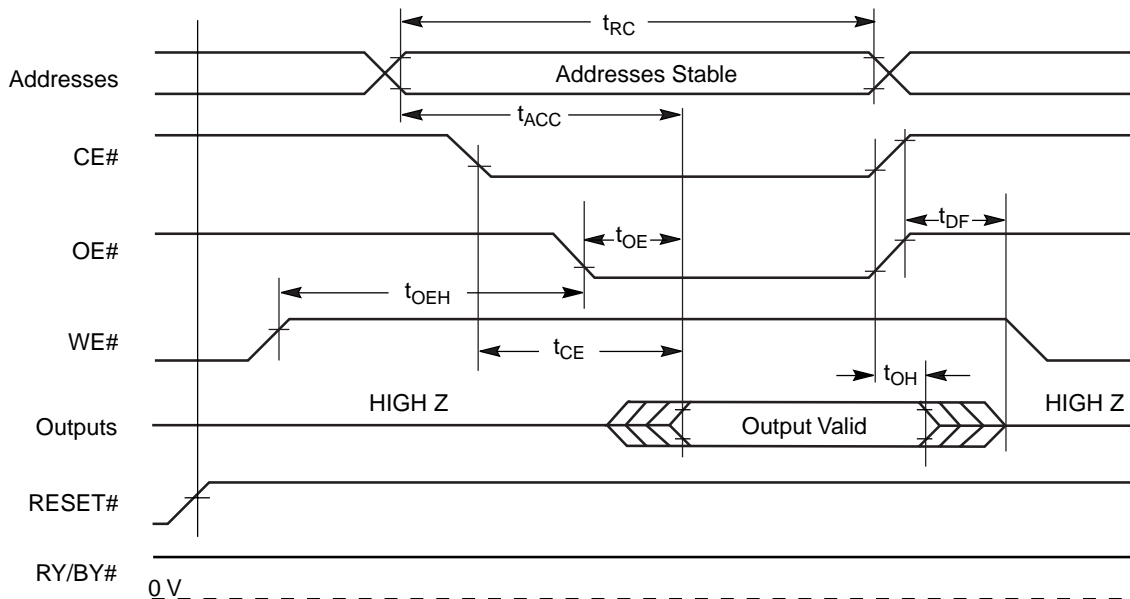 tRC
Addresses
Addresses Stable
tACC
CE#
tDF
OE#
tOE
tOEH
WE#
tCE
tOH
HIGH Z
HIGH Z
Outputs
Output Valid
RESET#
RY/BY#
0 V